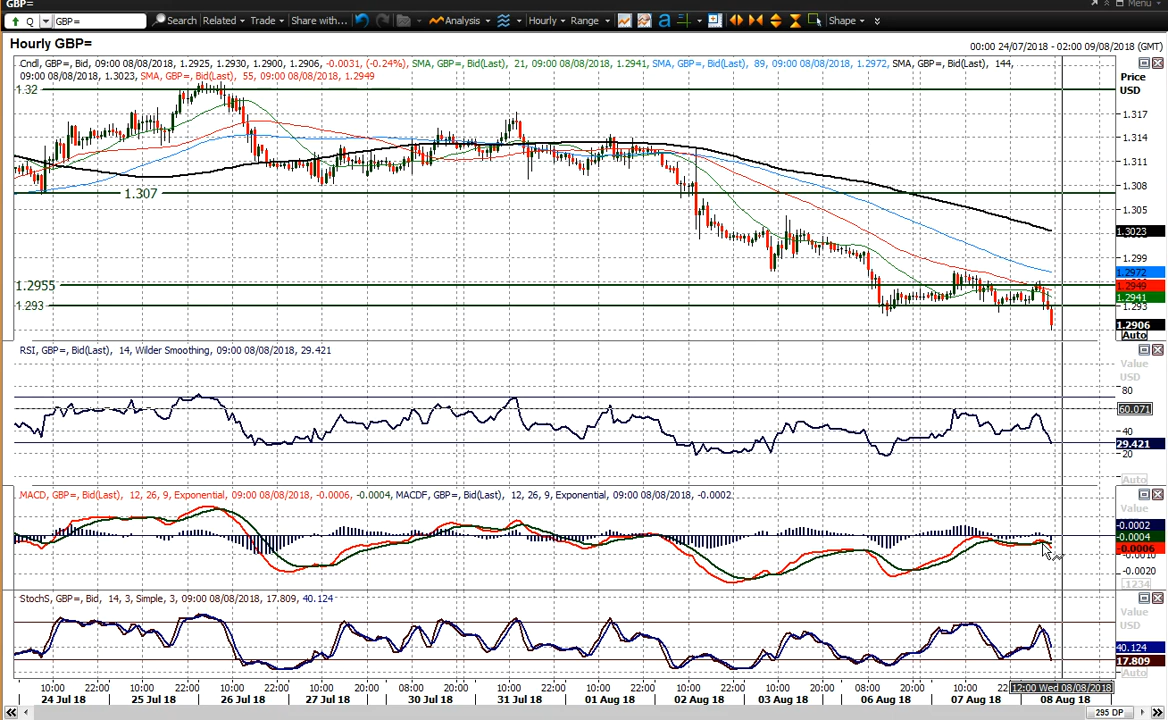 GBP=
Menu
Q GBP= Search Related Trade Share with... Analysis Hourly Range a Shape
Hourly GBP=
00:00 24/07/2018 - 02:00 09/08/2018 (GMT)
Cndl, GBP=, Bid, 09:00 08/08/2018, 1.2925, 1.2930, 1.2900, 1.2906, -0.0031, (-0.24%), SMA, GBP=, Bid(Last), 21, 09:00 08/08/2018, 1.2941, SMA, GBP=, Bid(Last), 89, 09:00 08/08/2018, 1.2972, SMA, GBP=, Bid(Last), 144,
09:00 08/08/2018, 1.3023, SMA, GBP=, Bid(Last), 55, 09:00 08/08/2018, 1.2949
Price
USD
1.32
1.317
1.314
1.311
1.308
1.307
1.305
1.3023
1.299
1.2972
1.2955
1.2949
1.2941
1.293
1.293
1.2906
Auto
RSI, GBP=, Bid(Last), 14, Wilder Smoothing, 09:00 08/08/2018, 29.421
Value
USD
80
60.071
40
29.421
20
Auto
MACD, GBP=, Bid(Last), 12, 26, 9, Exponential, 09:00 08/08/2018, -0.0006, -0.0004, MACDF, GBP=, Bid(Last), 12, 26, 9, Exponential, 09:00 08/08/2018, -0.0002
Value
-0.0002
-0.0004
-0.0006
-0.0010
-0.0020
.1234
StochS, GBP=, Bid, 14, 3, Simple, 3, 09:00 08/08/2018, 17.809, 40.124
Value
USD
40.124
17.809
Auto
10:00 22:00 10:00 22:00 10:00 22:00 10:00 20:00 08:00 20:00 10:00 22:00 10:00 22:00 10:00 22:00 10:00 20:00 08:00 20:00 10:00 22 12:00 Wed 08/08/2018
24 Jul 18 25 Jul 18 26 Jul 18 27 Jul 18 30 Jul 18 31 Jul 18 01 Aug 18 02 Aug 18 03 Aug 18 06 Aug 18 07 Aug 18 08 Aug 18
295 DP